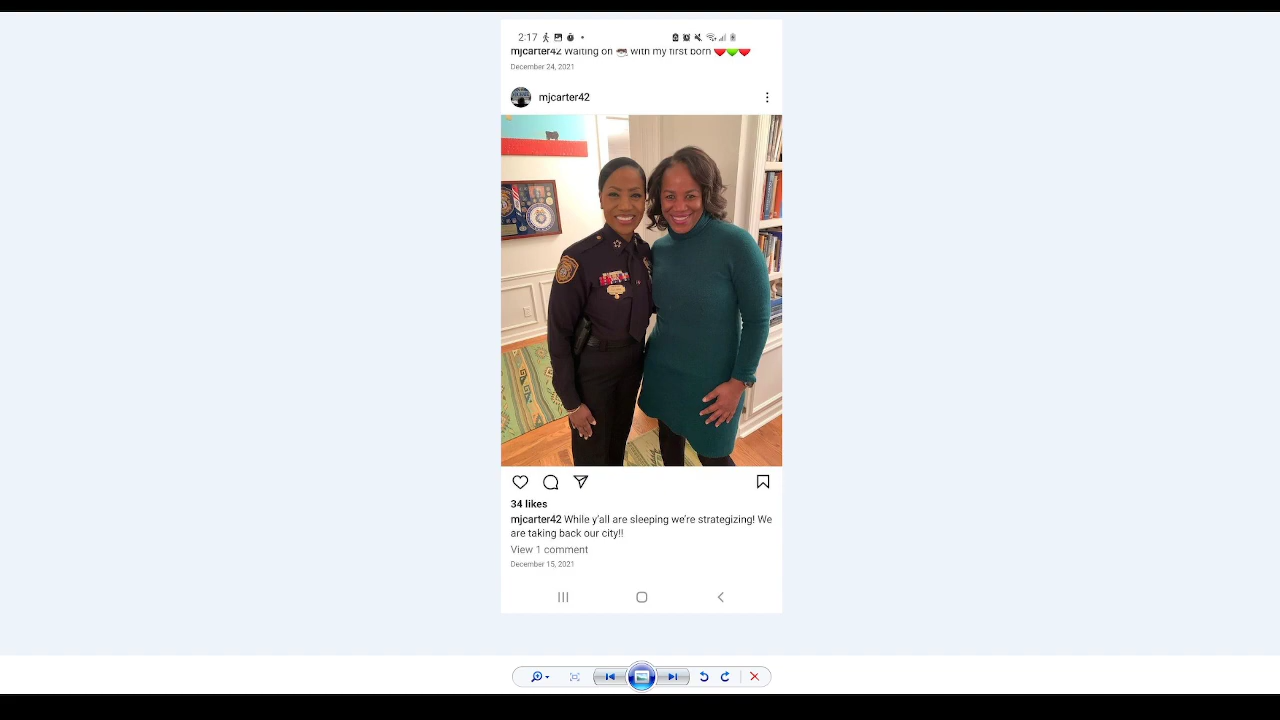 2:17
mjcarter42 Waiting on ☕ with my first born ❤️💚❤️
December 24, 2021
mjcarter42
34 likes
mjcarter42 While y'all are sleeping we're strategizing! We
are taking back our city!!
View 1 comment
December 15, 2021